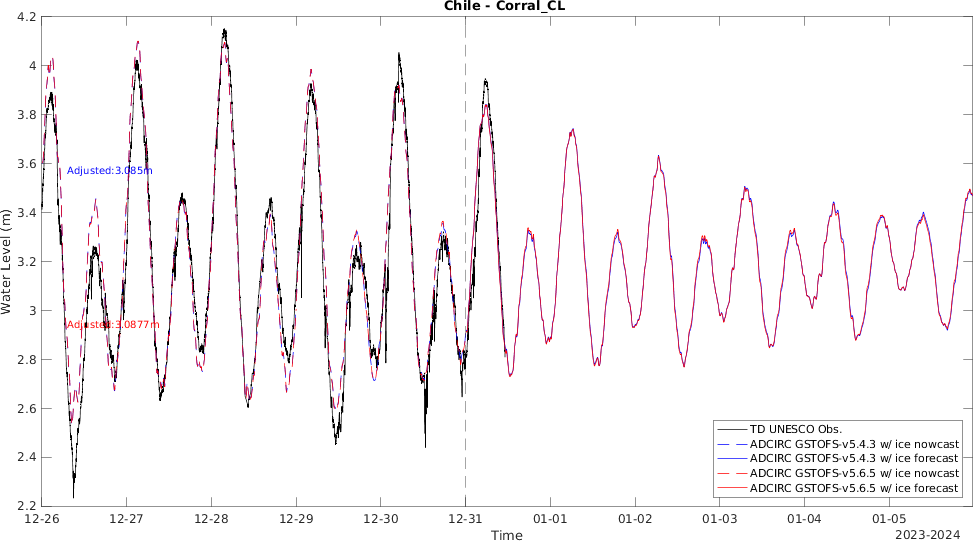 Chile - Corral_CL
4.2
4
3.8
3.6
3.4
3.2
3
2.8
2.6
2.4
2.2
Water Level (m)
Adjusted:3.085m
Adjusted:3.0877m
TD UNESCO Obs.
ADCIRC GSTOFS-v5.4.3 w/ ice nowcast
ADCIRC GSTOFS-v5.4.3 w/ ice forecast
ADCIRC GSTOFS-v5.6.5 w/ ice nowcast
ADCIRC GSTOFS-v5.6.5 w/ ice forecast
12-26 12-27 12-28 12-29 12-30 12-31 01-01 01-02 01-03 01-04 01-05
Time
2023-2024